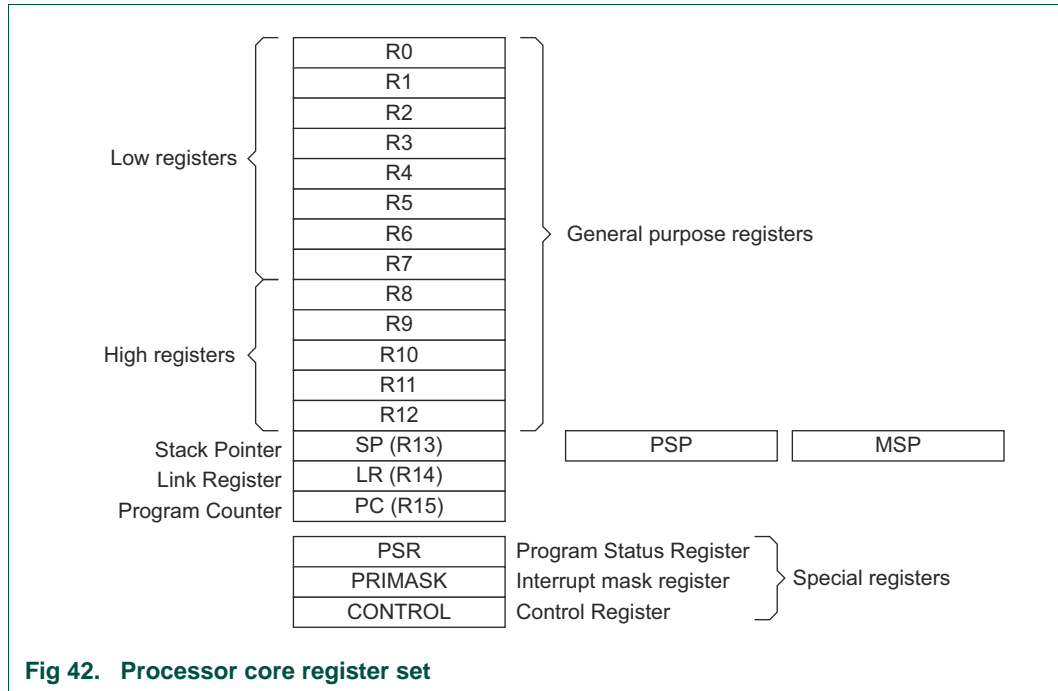 R0
R1
R2
R3
Low registers
R4
R5
R6
General purpose registers
R7
R8
R9
High registers
R10
R11
R12
Stack Pointer SP (R13) PSP MSP
Link Register LR (R14)
Program Counter PC (R15)
PSR Program Status Register
PRIMASK Interrupt mask register Special registers
CONTROL Control Register
Fig 42. Processor core register set